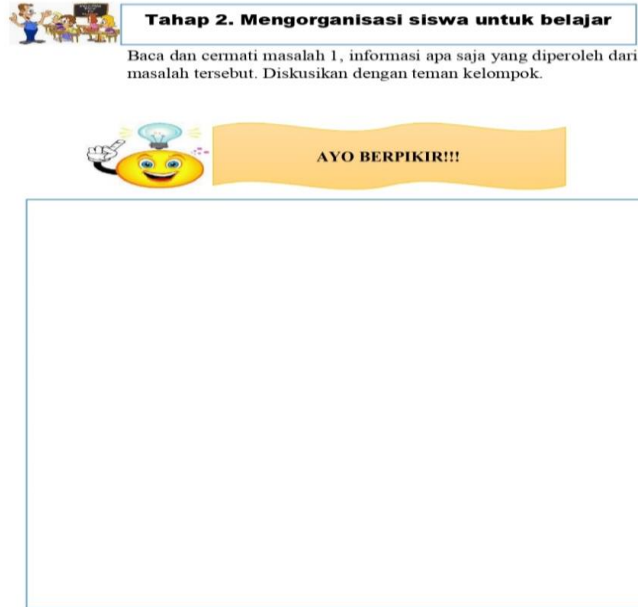 Tahap 2. Mengorganisasi siswa untuk belajar
Baca dan cermati masalah 1, informasi apa saja yang diperoleh dari
masalah tersebut. Diskusikan dengan teman kelompok.
AYO BERPIKIR!!!